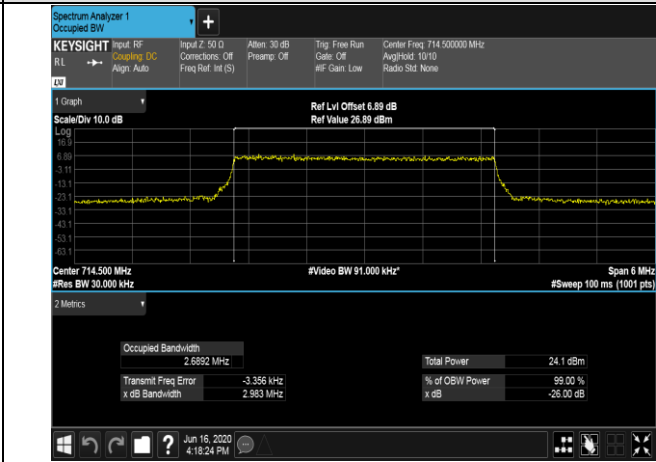 Spectrum Analyzer 1
Occupied BW
+
KEYSIGHT Input: RF Input Z: 50 Ω Atten: 30 dB Trig: Free Run Center Freq: 714.500000 MHz
RL Coupling: DC Corrections: Off Preamp: Off Gate: Off Avg|Hold: 10/10
Align: Auto Freq Ref: Int (S) #IF Gain: Low Radio Std: None
LXI
1 Graph
Ref Lvl Offset 6.89 dB
Scale/Div 10.0 dB Ref Value 26.89 dBm
Log
16.9
6.89
-3.11
-13.1
-23.1
-33.1
-43.1
-53.1
-63.1
Center 714.500 MHz #Video BW 91.000 kHz* Span 6 MHz
#Res BW 30.000 kHz #Sweep 100 ms (1001 pts)
2 Metrics
Occupied Bandwidth
2.6892 MHz Total Power 24.1 dBm
Transmit Freq Error -3.356 kHz % of OBW Power 99.00 %
x dB Bandwidth 2.983 MHz x dB -26.00 dB
? Jun 16, 2020
4:18:24 PM